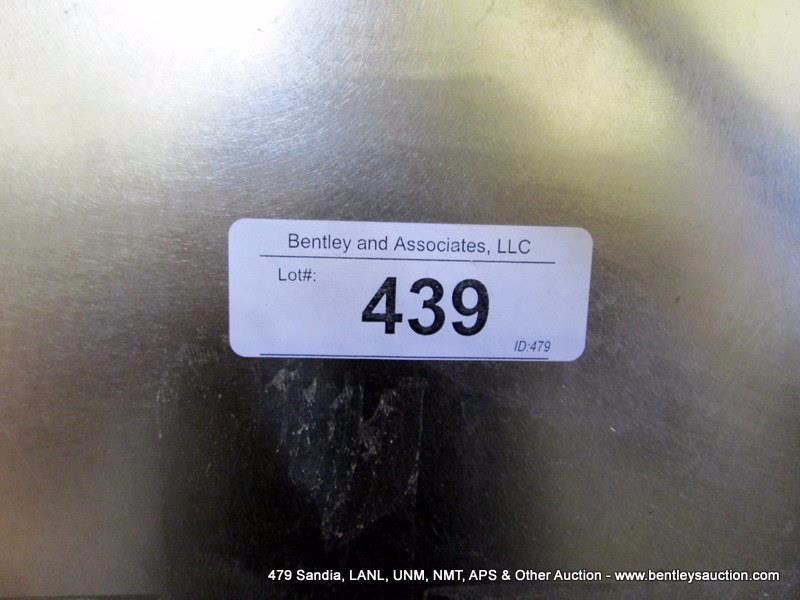 Bentley and Associates, LLC
Lot#:
439
ID:479
479 Sandia, LANL, UNM, NMT, APS & Other Auction - www.bentleysauction.com